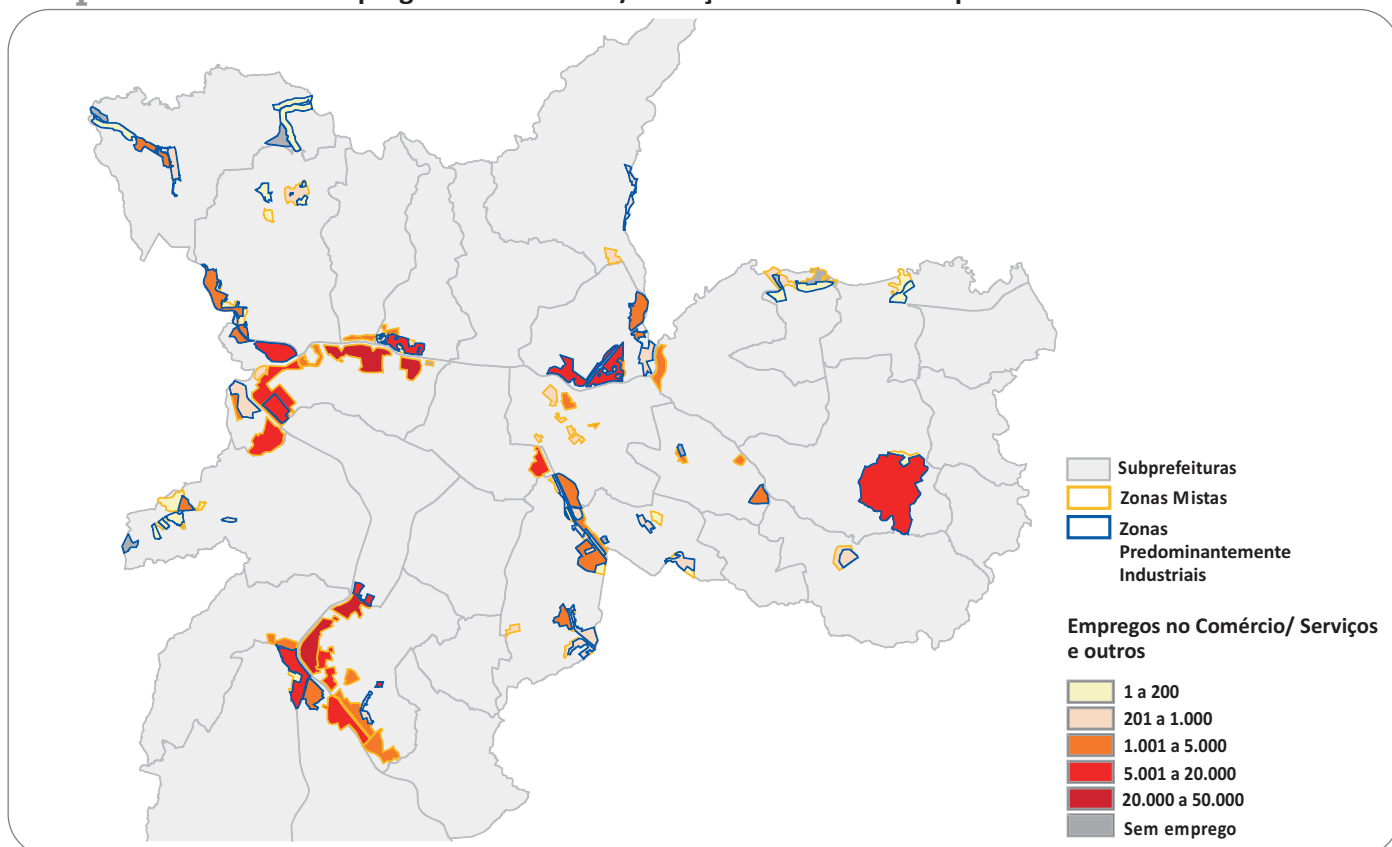 Subprefeituras
Zonas Mistas
Zonas
Predominantemente
Industriais
Empregos no Comércio/ Serviços
e outros
1 a 200
201 a 1.000
1.001 a 5.000
5.001 a 20.000
20.000 a 50.000
Sem emprego